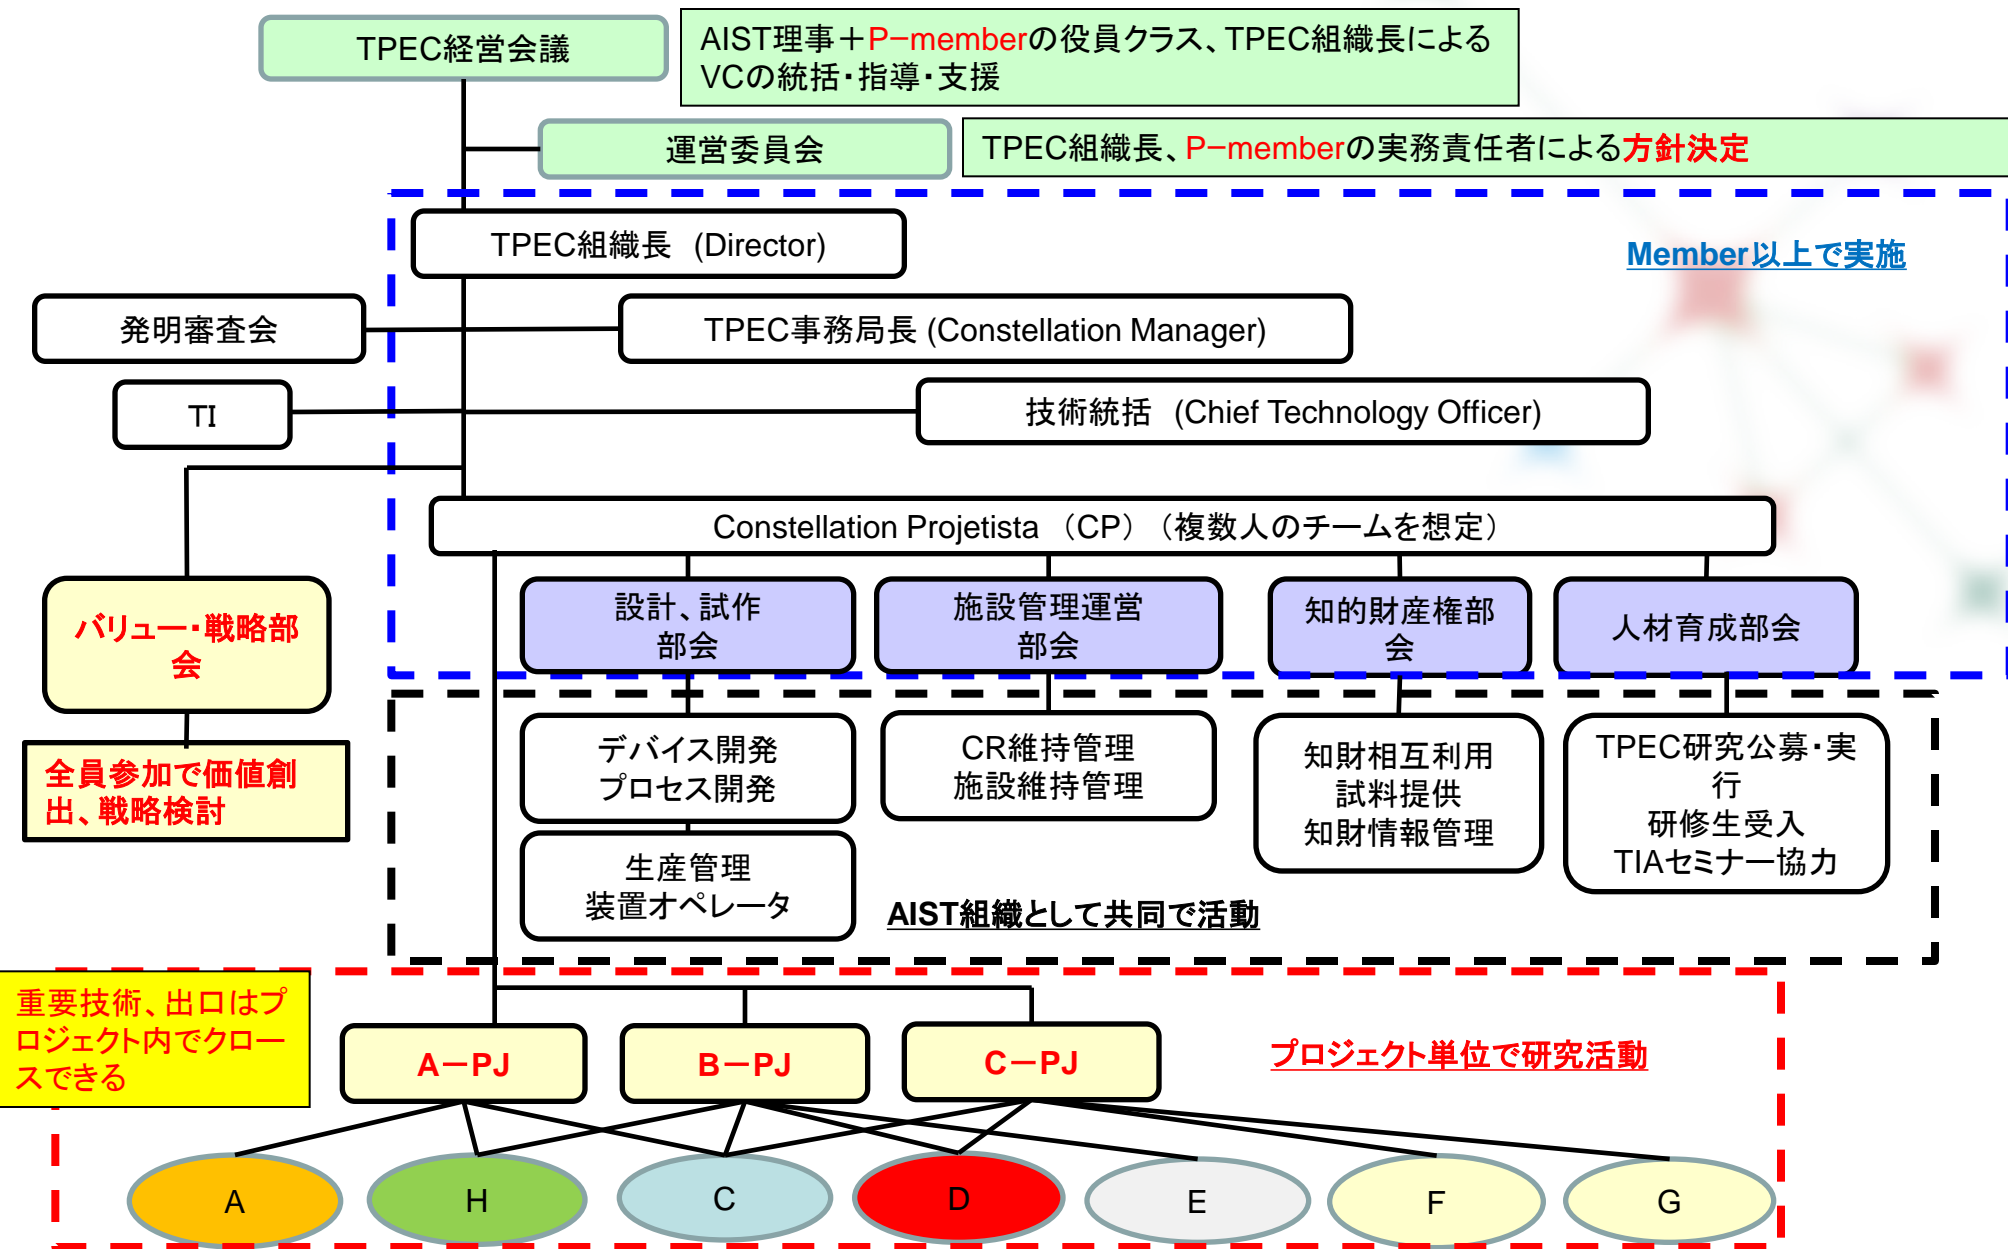 TPEC経営会議
AIST理事＋P−memberの役員クラス、TPEC組織長による
VCの統括・指導・支援
運営委員会
TPEC組織長、P−memberの実務責任者による方針決定
TPEC組織長 (Director)
Member以上で実施
発明審査会
TPEC事務局長 (Constellation Manager)
TI
技術統括 (Chief Technology Officer)
Constellation Projetista （CP）（複数人のチームを想定）
バリュー・戦略部
会
設計、試作
部会
施設管理運営
部会
知的財産権部
会
人材育成部会
全員参加で価値創
出、戦略検討
デバイス開発
プロセス開発
CR維持管理
施設維持管理
知財相互利用
試料提供
知財情報管理
TPEC研究公募・実
行
研修生受入
TIAセミナー協力
生産管理
装置オペレータ
AIST組織として共同で活動
重要技術、出口はプ
ロジェクト内でクロー
スできる
A－PJ
B－PJ
C－PJ
プロジェクト単位で研究活動
A
H
C
D
E
F
G